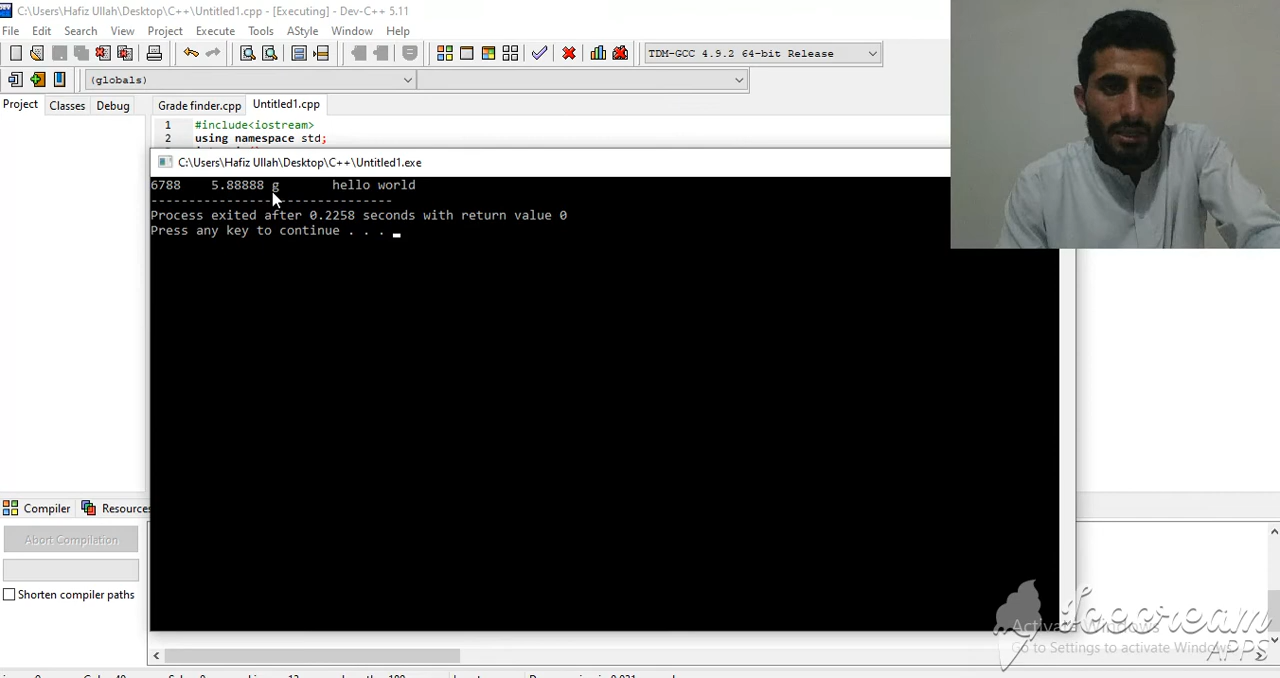 C:\Users\Hafiz Ullah\Desktop\C++\Untitled1.cpp - [Executing] - Dev-C++ 5.11
File Edit Search View Project Execute Tools AStyle Window Help
TDM-GCC 4.9.2 64-bit Release
(globals)
Project Classes Debug Grade finder.cpp Untitled1.cpp
1 #include<iostream>
2 using namespace std;
C:\Users\Hafiz Ullah\Desktop\C++\Untitled1.exe
6788 5.88888 g hello world
--------------------------------
Process exited after 0.2258 seconds with return value 0
Press any key to continue . . .
Compiler Resources
Abort Compilation
Shorten compiler paths
Icecream
APPS
Activate Windows
Go to Settings to activate Windows.